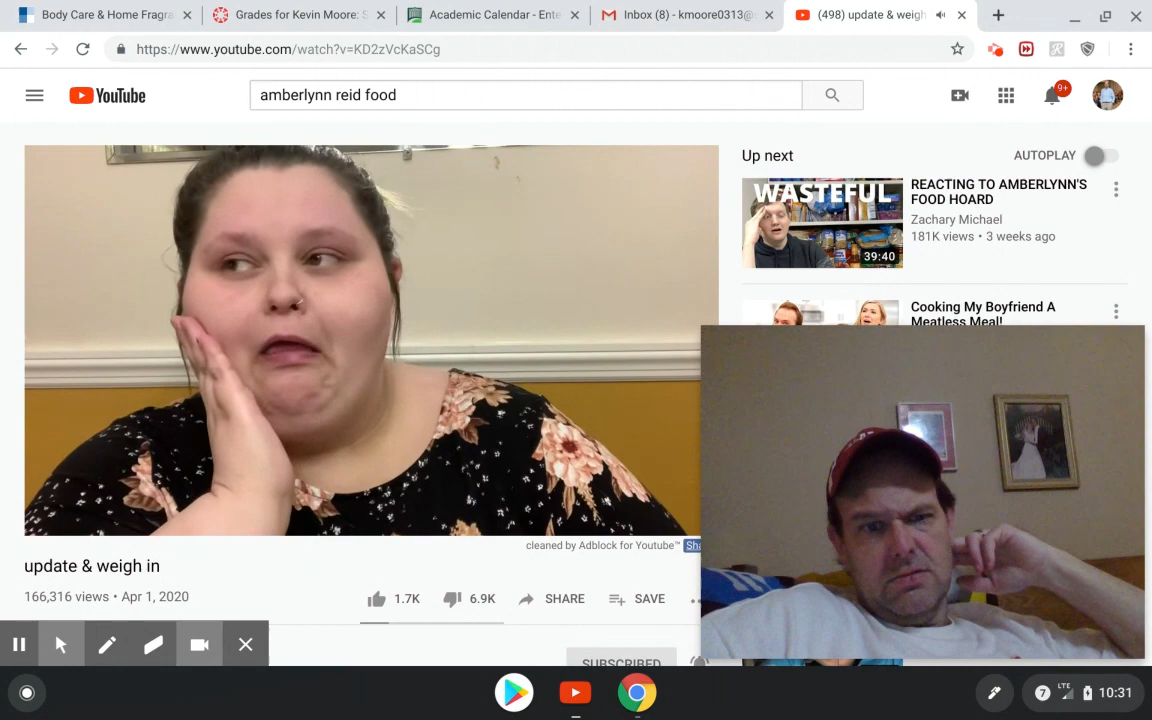 Body Care & Home Fragra
Grades for Kevin Moore: S
Academic Calendar - Ente
Inbox (8) - kmoore0313@
(498) update & weigh
https://www.youtube.com/watch?v=KD2zVcKaSCg
YouTube
amberlynn reid food
9+
Up next
AUTOPLAY
WASTEFUL
39:40
REACTING TO AMBERLYNN'S
FOOD HOARD
Zachary Michael
181K views • 3 weeks ago
Cooking My Boyfriend A
Meatless Meal!
cleaned by Adblock for Youtube™ Sha
update & weigh in
166,316 views • Apr 1, 2020
1.7K
6.9K
SHARE
SAVE
SUBSCRIBED
7
LTE
10:31